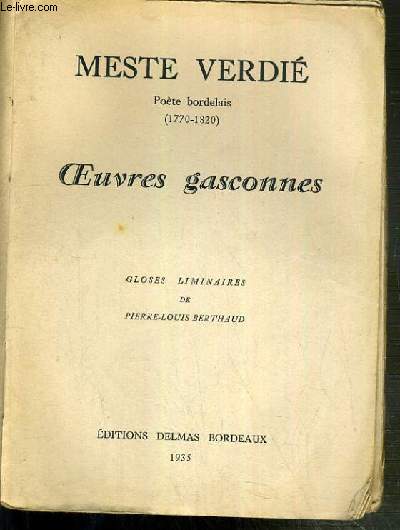 Le-livre.com
MESTE VERDIÉ
Poète bordelais
(1770-1820)
Œuvres gasconnes
GLOSES LIMINAIRES
DE
PIERRE-LOUIS BERTHAUD
ÉDITIONS DELMAS BORDEAUX
1935